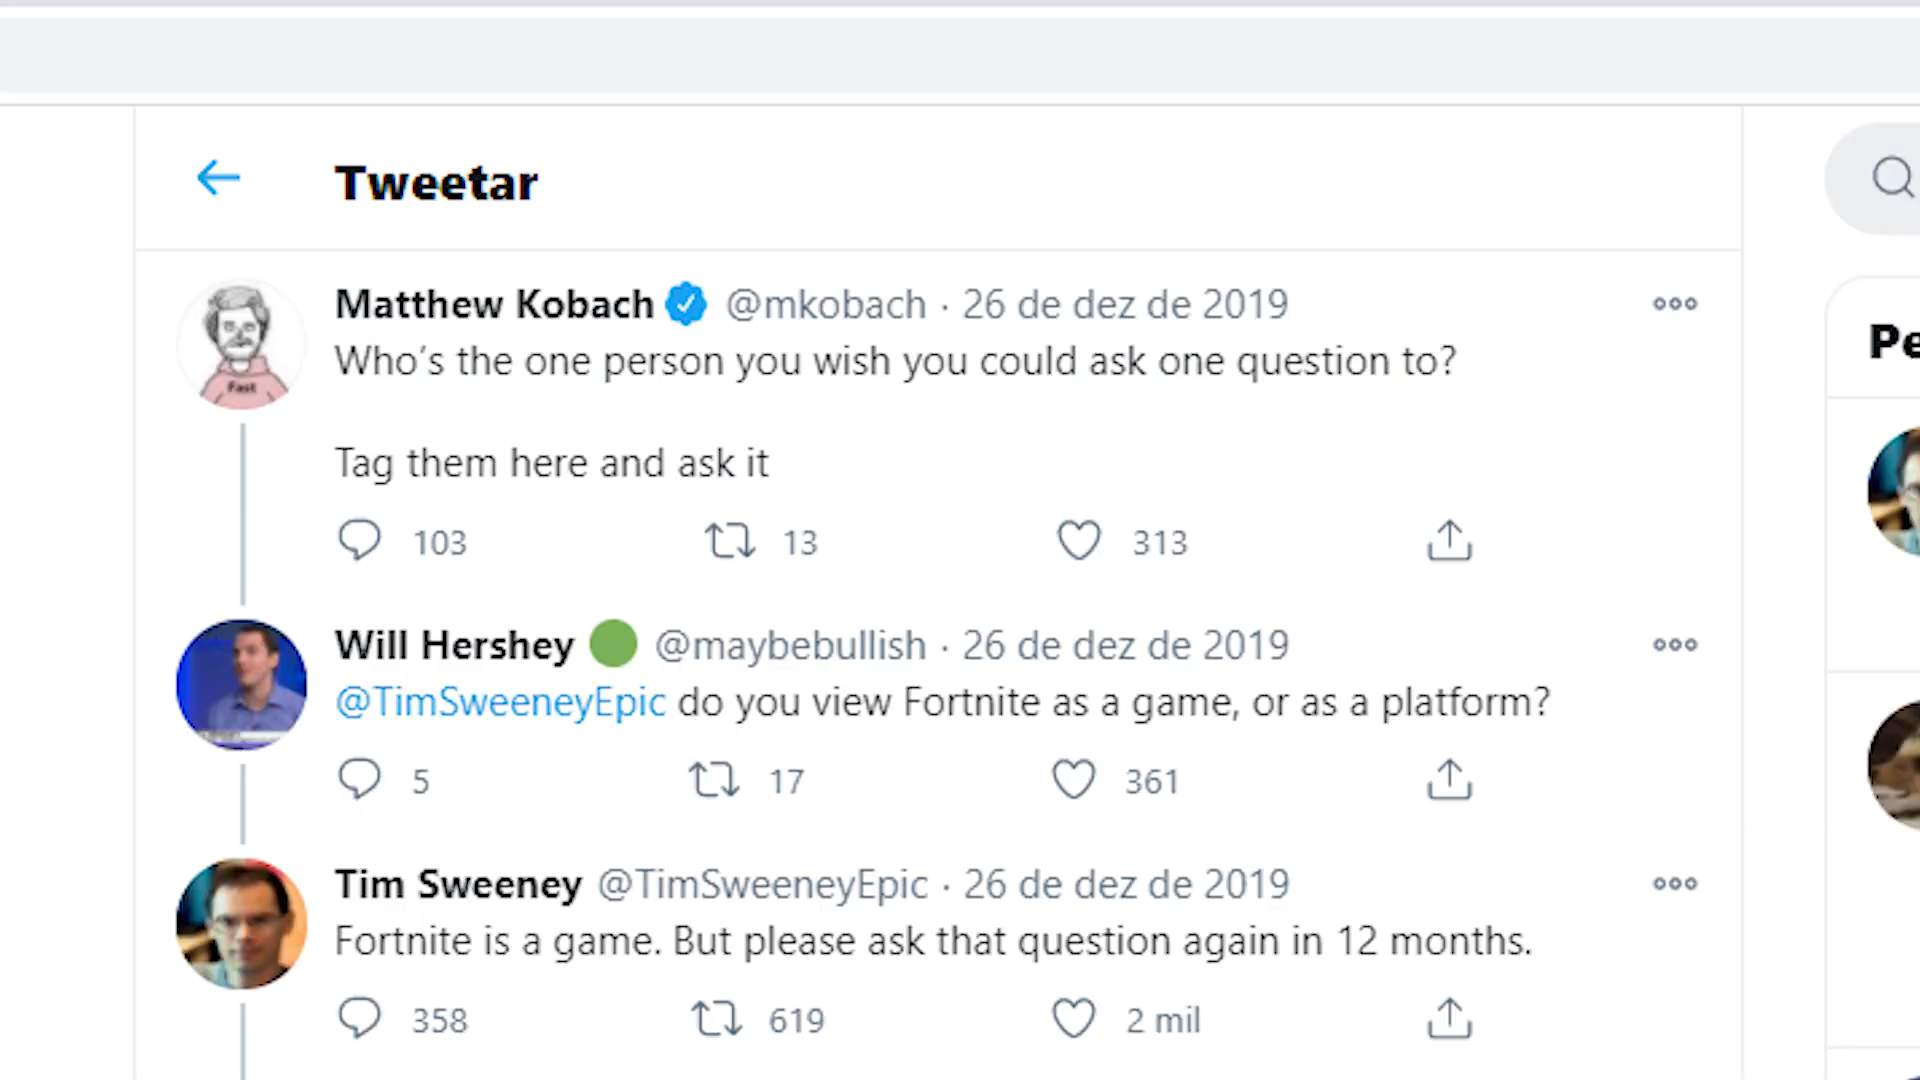 Tweetar
Matthew Kobach @mkobach · 26 de dez de 2019
Who's the one person you wish you could ask one question to?
Tag them here and ask it
103 13 313
Will Hershey @maybebullish · 26 de dez de 2019
@TimSweeneyEpic do you view Fortnite as a game, or as a platform?
5 17 361
Tim Sweeney @TimSweeneyEpic · 26 de dez de 2019
Fortnite is a game. But please ask that question again in 12 months.
358 619 2 mil
Pe
Fast